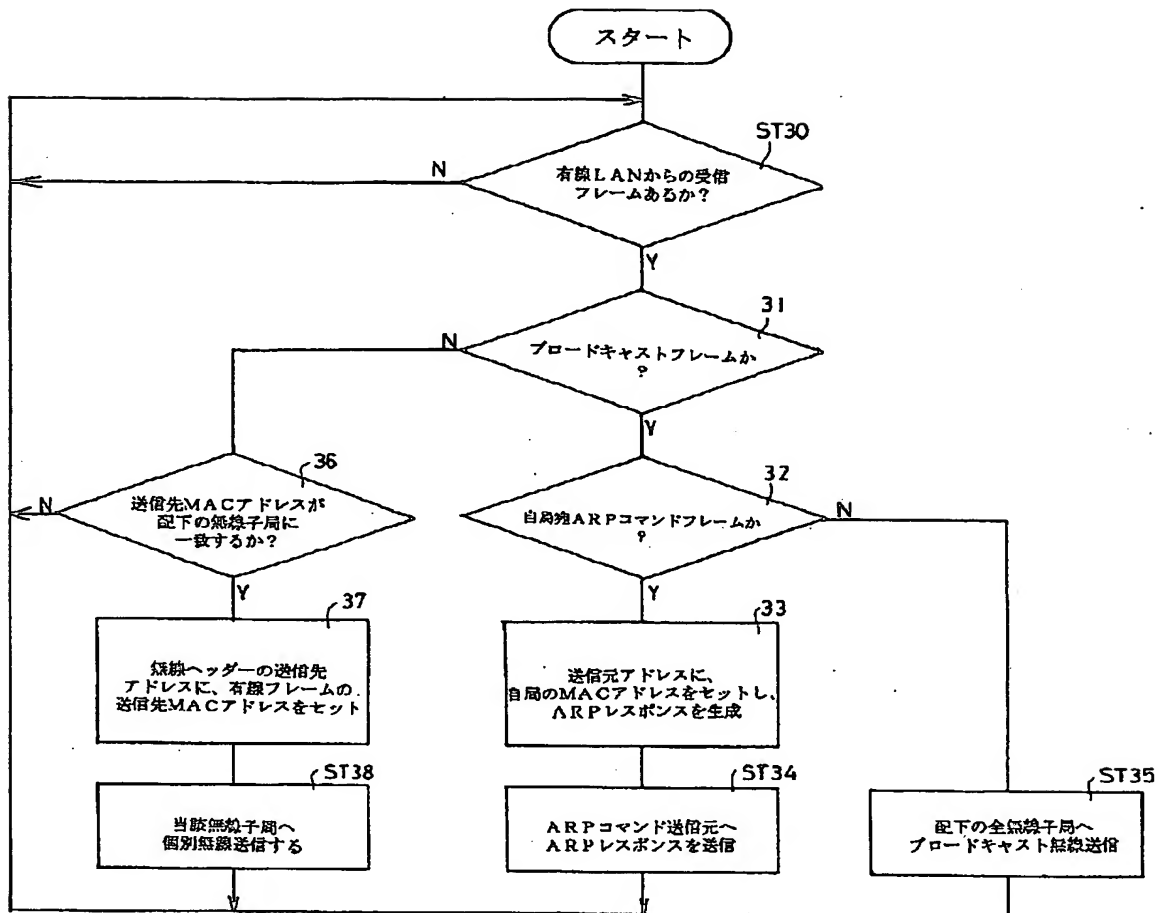 スタート
ST30
N
有線LANからの受信
フレームあるか?
Y
31
N
ブロードキャストフレームか
?
Y
36
32
N
送信先MACアドレスが
配下の無線子局に
一致するか?
自局宛ARPコマンドフレームか
?
N
Y
Y
37
33
無線ヘッダーの送信先
アドレスに、有線フレームの
送信先MACアドレスをセット
送信元アドレスに、
自局のMACアドレスをセットし、
ARPレスポンスを生成
ST38
ST34
ST35
当該無線子局へ
個別無線送信する
ARPコマンド送信元へ
ARPレスポンスを送信
配下の全無線子局へ
ブロードキャスト無線送信